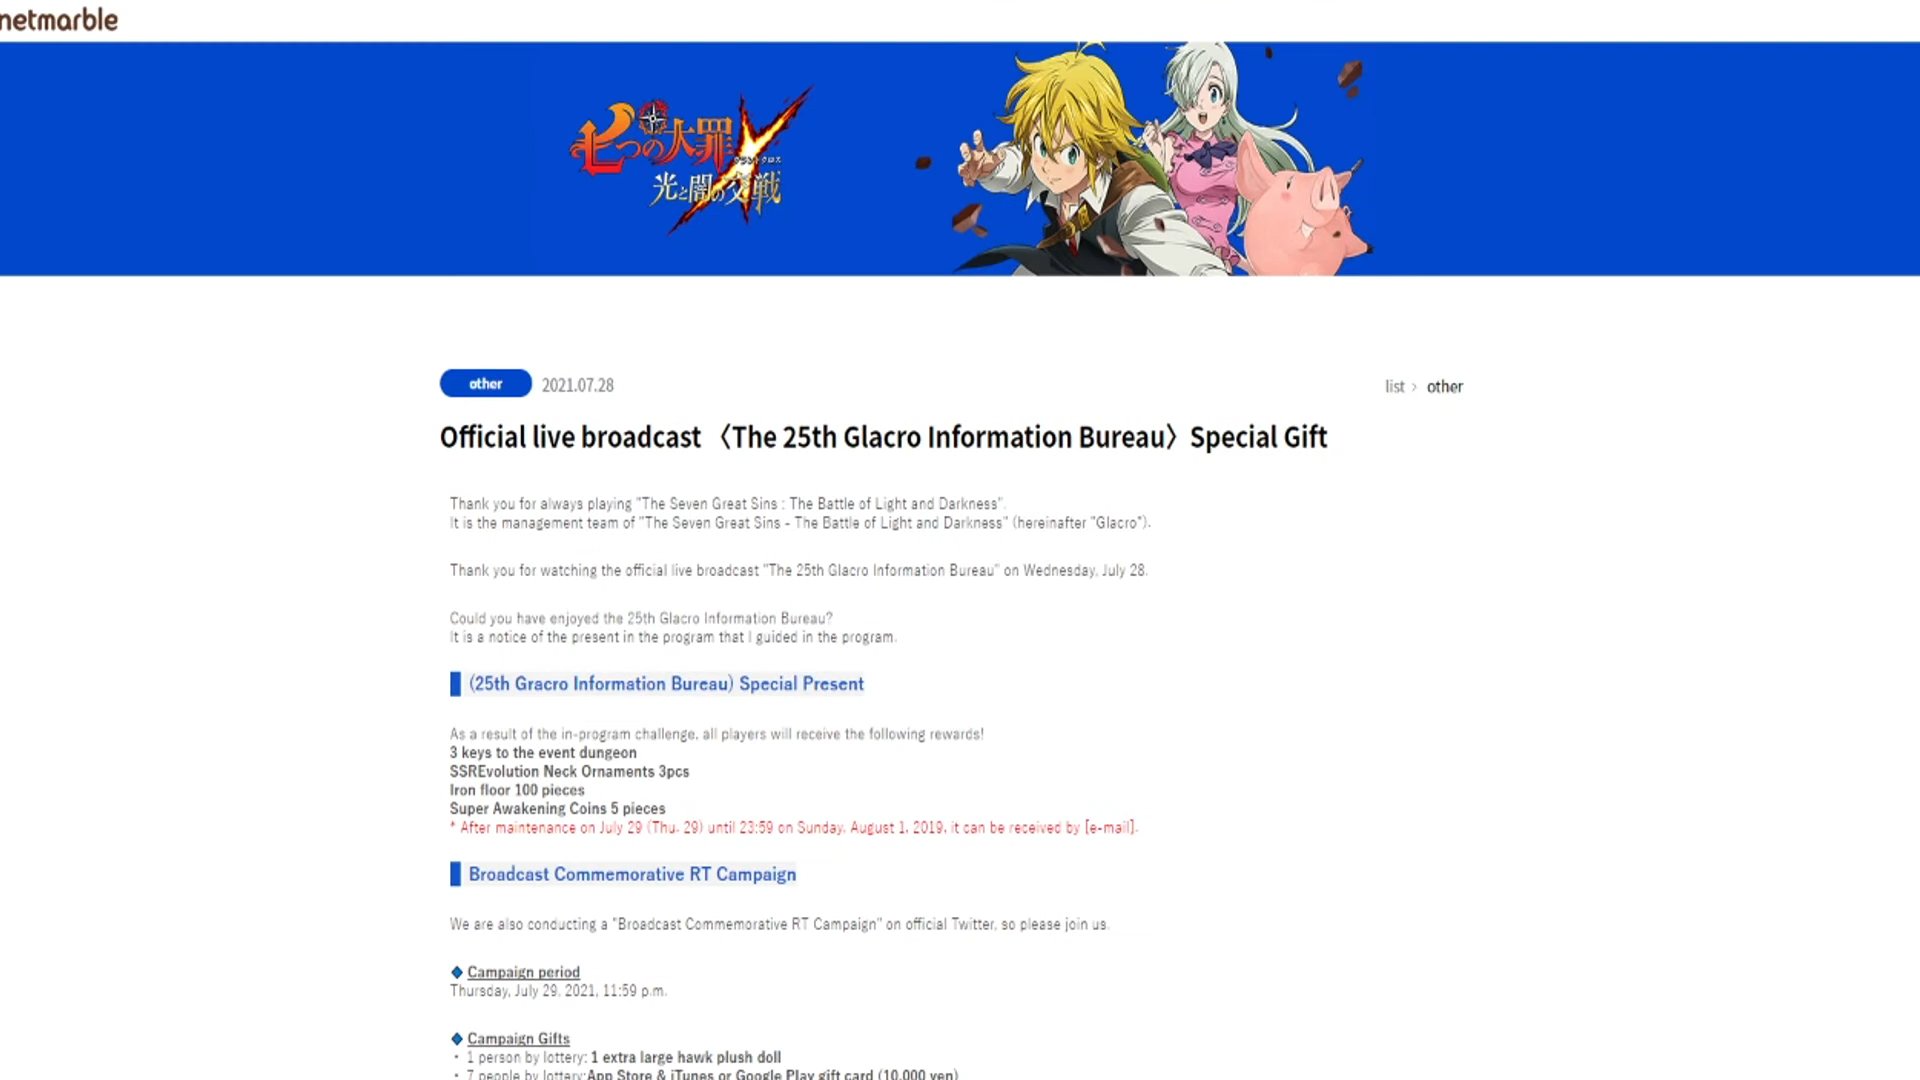 netmarble
七つの大罪
グランドクロス
光と闇の交戦
other 2021.07.28 list › other
Official live broadcast 〈The 25th Glacro Information Bureau〉Special Gift
Thank you for always playing "The Seven Great Sins : The Battle of Light and Darkness".
It is the management team of "The Seven Great Sins - The Battle of Light and Darkness" (hereinafter "Glacro").
Thank you for watching the official live broadcast "The 25th Glacro Information Bureau" on Wednesday, July 28.
Could you have enjoyed the 25th Glacro Information Bureau?
It is a notice of the present in the program that I guided in the program.
(25th Gracro Information Bureau) Special Present
As a result of the in-program challenge, all players will receive the following rewards!
3 keys to the event dungeon
SSREvolution Neck Ornaments 3pcs
Iron floor 100 pieces
Super Awakening Coins 5 pieces
* After maintenance on July 29 (Thu. 29) until 23:59 on Sunday, August 1, 2019, it can be received by [e-mail].
Broadcast Commemorative RT Campaign
We are also conducting a "Broadcast Commemorative RT Campaign" on official Twitter, so please join us.
◆ Campaign period
Thursday, July 29, 2021, 11:59 p.m.
◆ Campaign Gifts
・ 1 person by lottery: 1 extra large hawk plush doll
・ 7 people by lottery:App Store & iTunes or Google Play gift card (10,000 yen)